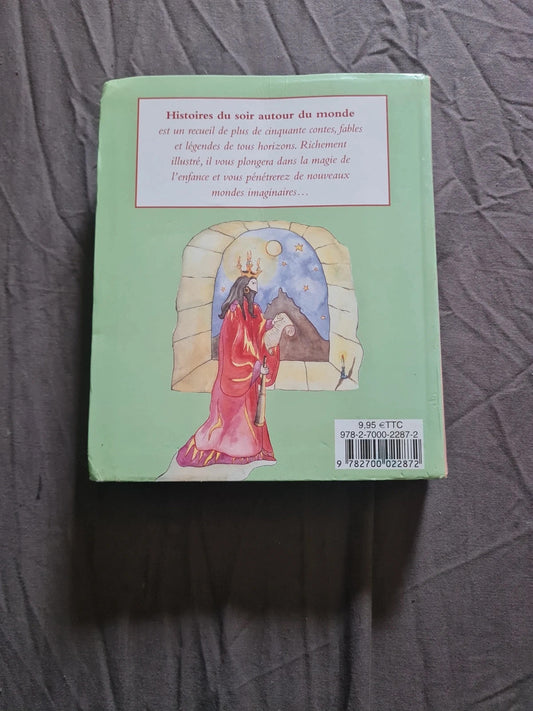 Histoires du soir autour du monde
est un recueil de plus de cinquante contes, fables
et légendes de tous horizons. Richement
illustré, il vous plongera dans la magie de
l'enfance et vous pénétrerez de nouveaux
mondes imaginaires…
9,95 €TTC
978-2-7000-2287-2
9 782700 022872